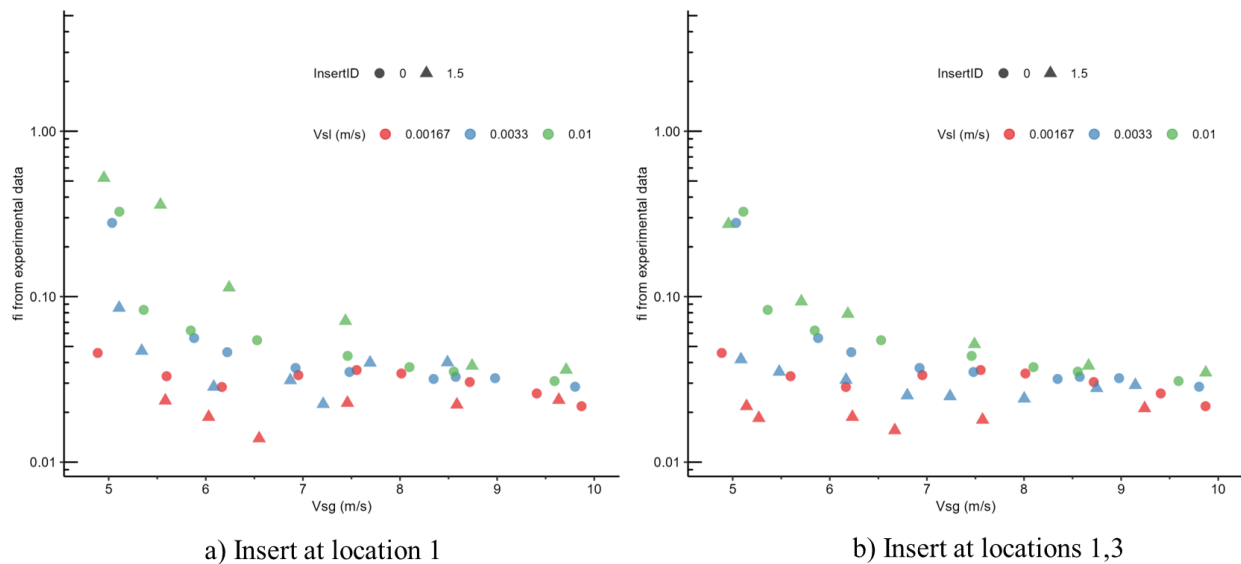 InsertID 0 1.5
Vsl (m/s) 0.00167 0.0033 0.01
fi from experimental data
1.00
0.10
0.01
5 6 7 8 9 10
Vsg (m/s)
a) Insert at location 1
InsertID 0 1.5
Vsl (m/s) 0.00167 0.0033 0.01
fi from experimental data
1.00
0.10
0.01
5 6 7 8 9 10
Vsg (m/s)
b) Insert at locations 1,3